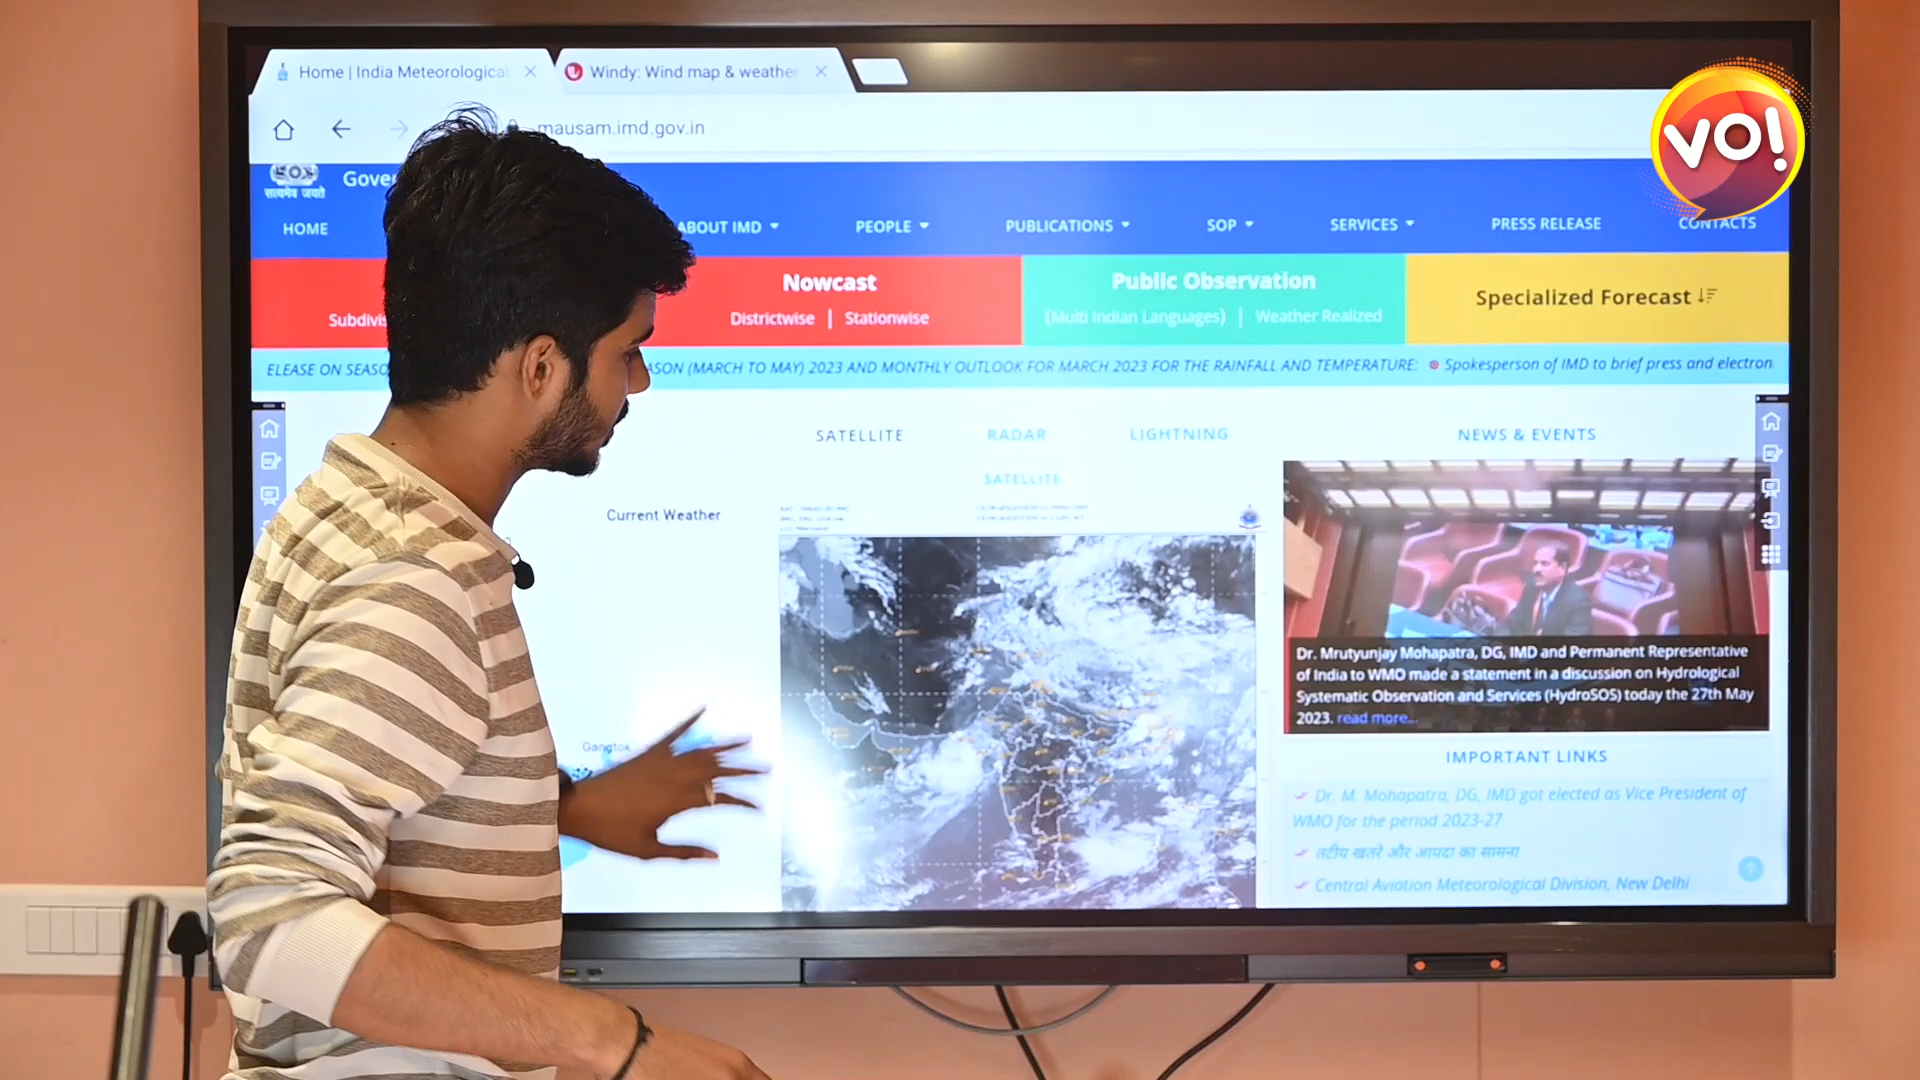 Home | India Meteorological
Windy: Wind map & weather
mausam.imd.gov.in
सत्यमेव जयते
HOME
ABOUT IMD
PEOPLE
PUBLICATIONS
SOP
SERVICES
PRESS RELEASE
CONTACTS
Nowcast
Districtwise | Stationwise
Public Observation
(Multi Indian Languages) | Weather Realized
Specialized Forecast
ELEASE ON SEASO
ASON (MARCH TO MAY) 2023 AND MONTHLY OUTLOOK FOR MARCH 2023 FOR THE RAINFALL AND TEMPERATURE:
Spokesperson of IMD to brief press and electron
SATELLITE
RADAR
LIGHTNING
NEWS & EVENTS
SATELLITE
Current Weather
Gangtok
Dr. Mrutyunjay Mohapatra, DG, IMD and Permanent Representative
of India to WMO made a statement in a discussion on Hydrological
Systematic Observation and Services (HydroSOS) today the 27th May
2023. read more...
IMPORTANT LINKS
Dr. M. Mohapatra, DG, IMD got elected as Vice President of
WMO for the period 2023-27
तटीय खतरे और आपदा का सामना
Central Aviation Meteorological Division, New Delhi
VO!